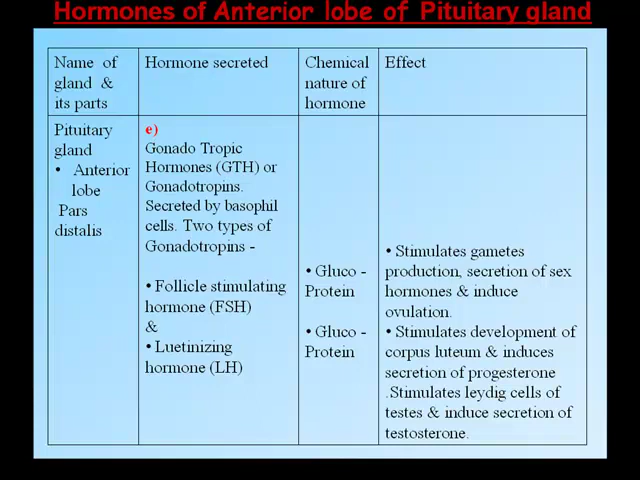 Hormones of Anterior lobe of Pituitary gland
Name of
gland &
its parts
Hormone secreted
Chemical
nature of
hormone
Effect
Pituitary
gland
• Anterior
lobe
Pars
distalis
e)
Gonado Tropic
Hormones (GTH) or
Gonadotropins.
Secreted by basophil
cells. Two types of
Gonadotropins -
• Follicle stimulating
hormone (FSH)
&
• Luetinizing
hormone (LH)
• Gluco -
Protein
• Gluco -
Protein
• Stimulates gametes
production, secretion of sex
hormones & induce
ovulation.
• Stimulates development of
corpus luteum & induces
secretion of progesterone
.Stimulates leydig cells of
testes & induce secretion of
testosterone.